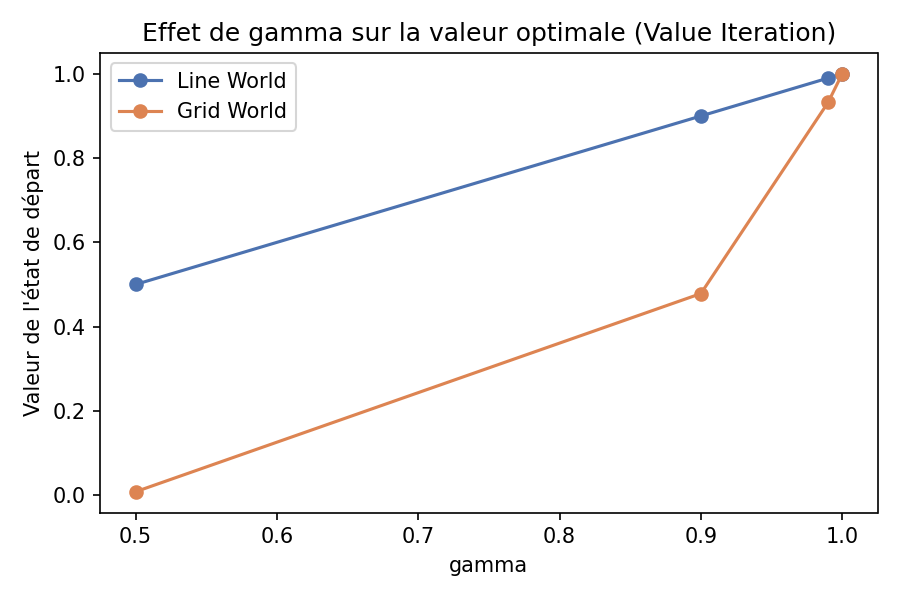 Effet de gamma sur la valeur optimale (Value Iteration)
Line World
Grid World
Valeur de l'état de départ
1.0
0.8
0.6
0.4
0.2
0.0
0.5 0.6 0.7 0.8 0.9 1.0
gamma